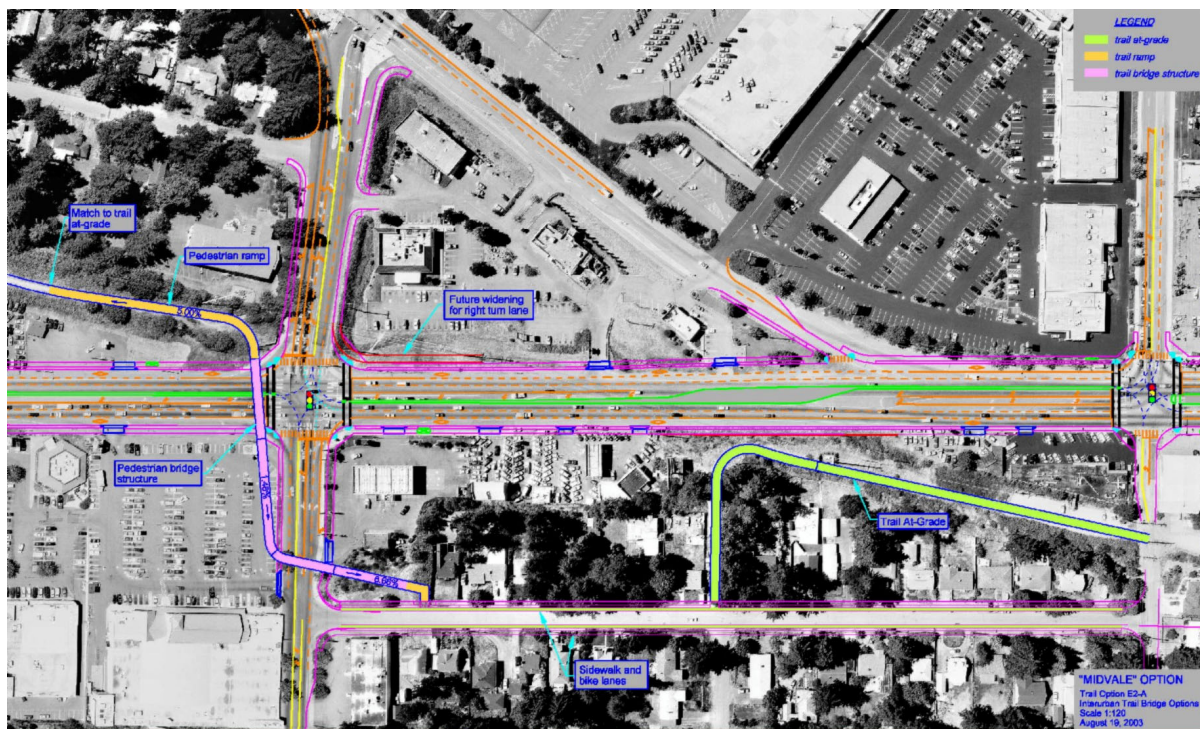 LEGEND
trail at-grade
trail ramp
trail bridge structure
Match to trail
at-grade
Pedestrian ramp
5.00%
Future widening
for right turn lane
Pedestrian bridge
structure
Trail At-Grade
Sidewalk and
bike lanes
"MIDVALE" OPTION
Trail Option E2-A
Interurban Trail Bridge Options
Scale 1:120
August 19, 2003